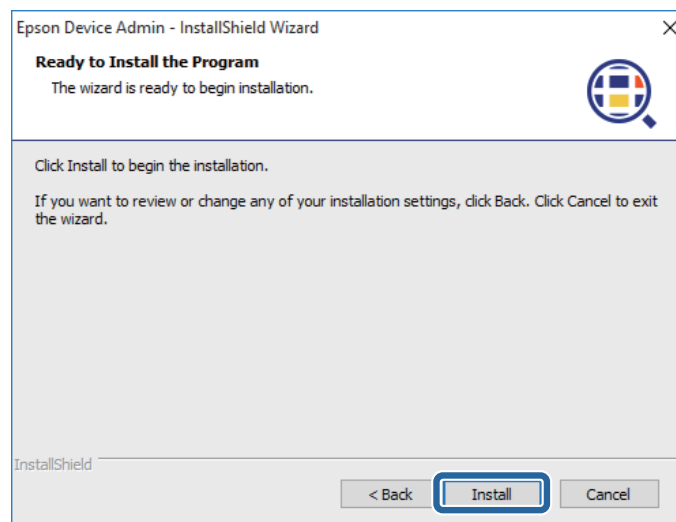 Epson Device Admin - InstallShield Wizard
Ready to Install the Program
The wizard is ready to begin installation.
Click Install to begin the installation.
If you want to review or change any of your installation settings, click Back. Click Cancel to exit
the wizard.
InstallShield
< Back Install Cancel